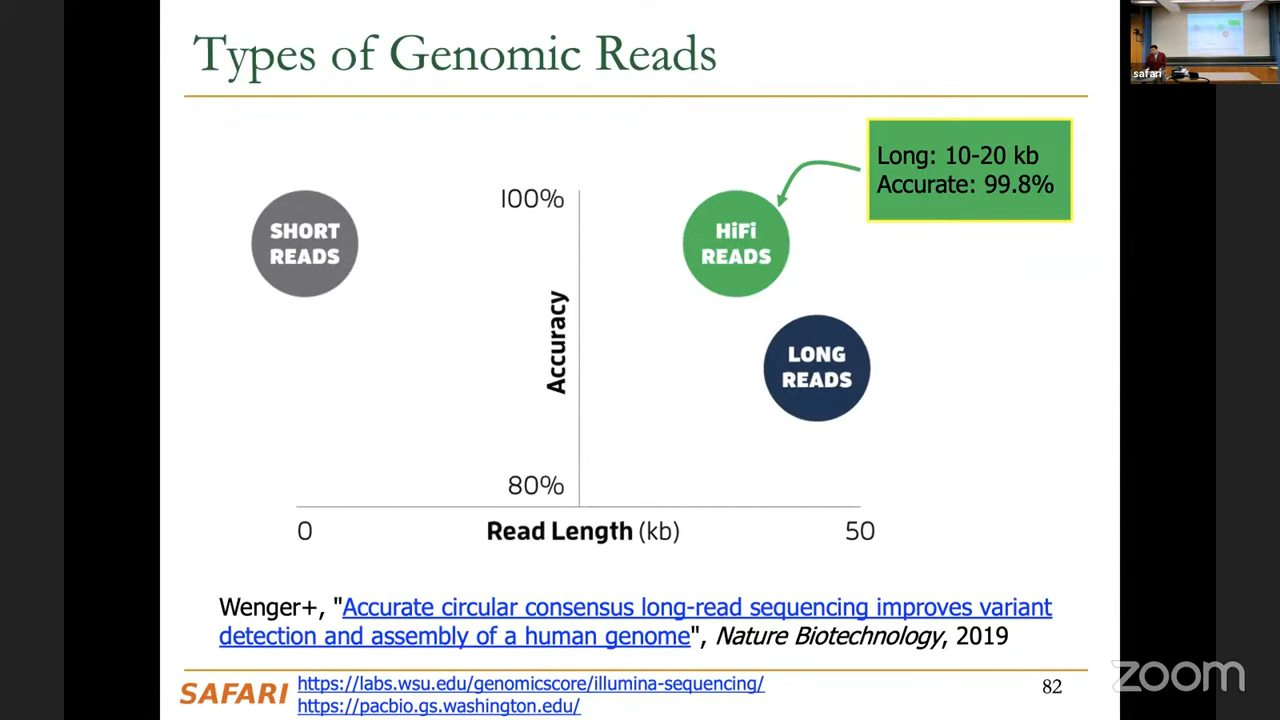 Types of Genomic Reads
safari
Long: 10-20 kb
Accurate: 99.8%
100%
SHORT
READS
HiFi
READS
Accuracy
LONG
READS
80%
0
Read Length (kb)
50
Wenger+, "Accurate circular consensus long-read sequencing improves variant
detection and assembly of a human genome", Nature Biotechnology, 2019
SAFARI
https://labs.wsu.edu/genomicscore/illumina-sequencing/
https://pacbio.gs.washington.edu/
82
zoom